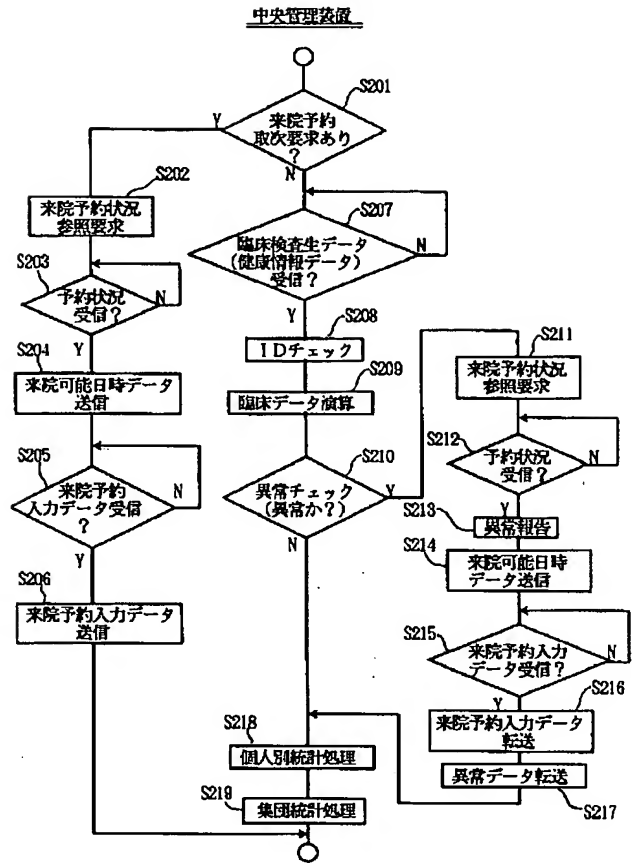 中央管理装置
S201
来院予約
取次要求あり
?
Y
N
S202
来院予約状況
参照要求
S203
予約状況
受信?
N
Y
S204
来院可能日時データ
送信
S205
来院予約
入力データ受信
?
N
Y
S206
来院予約入力データ
送信
S207
臨床検査生データ
(健康情報データ)
受信?
N
Y
S208
IDチェック
S209
臨床データ演算
S210
異常チェック
(異常か?)
Y
N
S211
来院予約状況
参照要求
S212
予約状況
受信?
N
Y
S213
異常報告
S214
来院可能日時
データ送信
S215
来院予約入力
データ受信?
N
Y
S216
来院予約入力データ
転送
異常データ転送
S217
S218
個人別統計処理
S219
集団統計処理